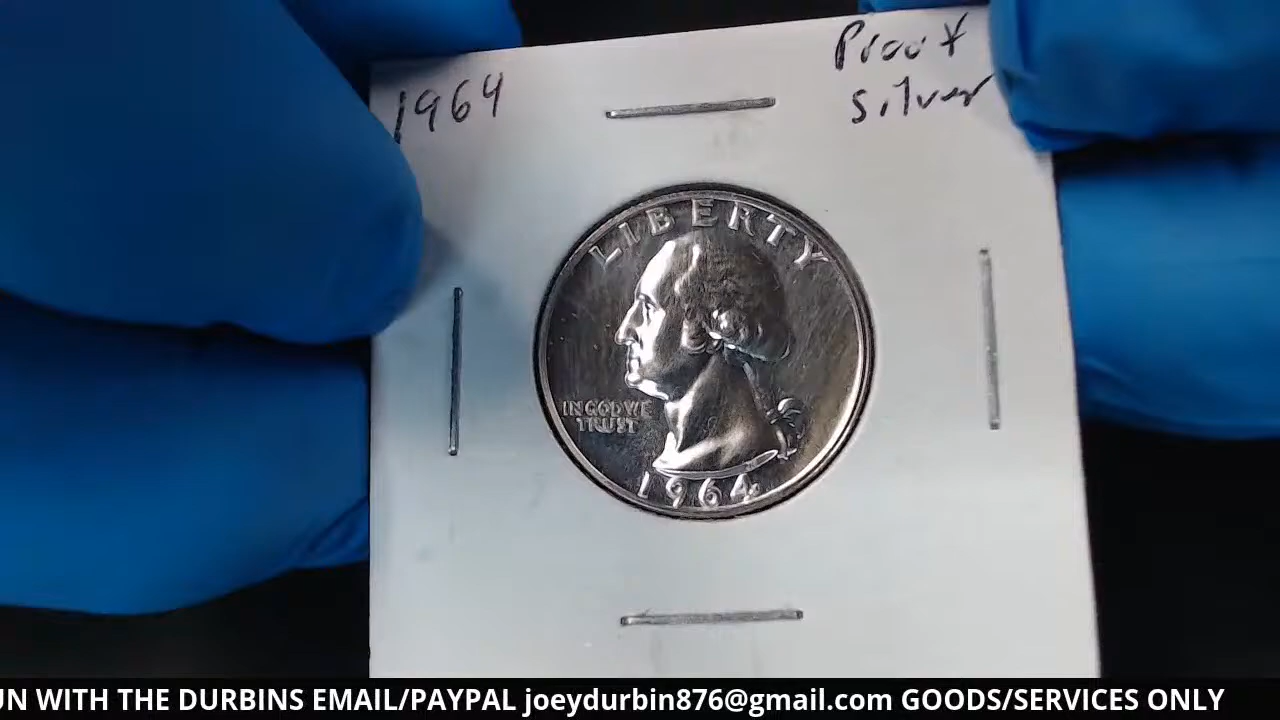 1964
Proof
Silver
LIBERTY
IN GOD WE
TRUST
1964
UN WITH THE DURBINS EMAIL/PAYPAL joeydurbin876@gmail.com GOODS/SERVICES ONLY